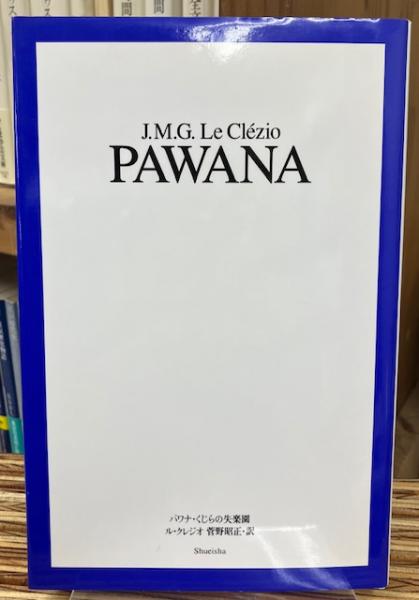 J.M.G. Le Clézio
PAWANA
パワナ・くじらの失楽園
ル・クレジオ 菅野昭正・訳
Shueisha